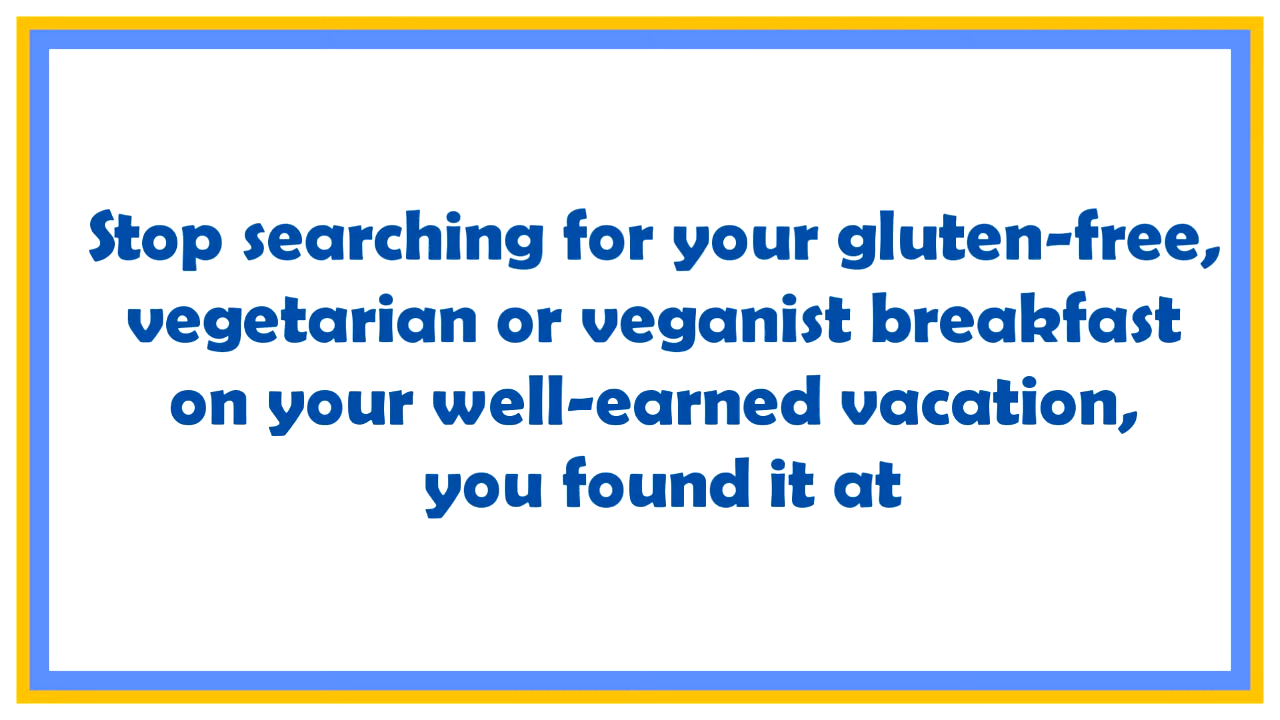 Stop searching for your gluten-free,
vegetarian or veganist breakfast
on your well-earned vacation,
you found it at